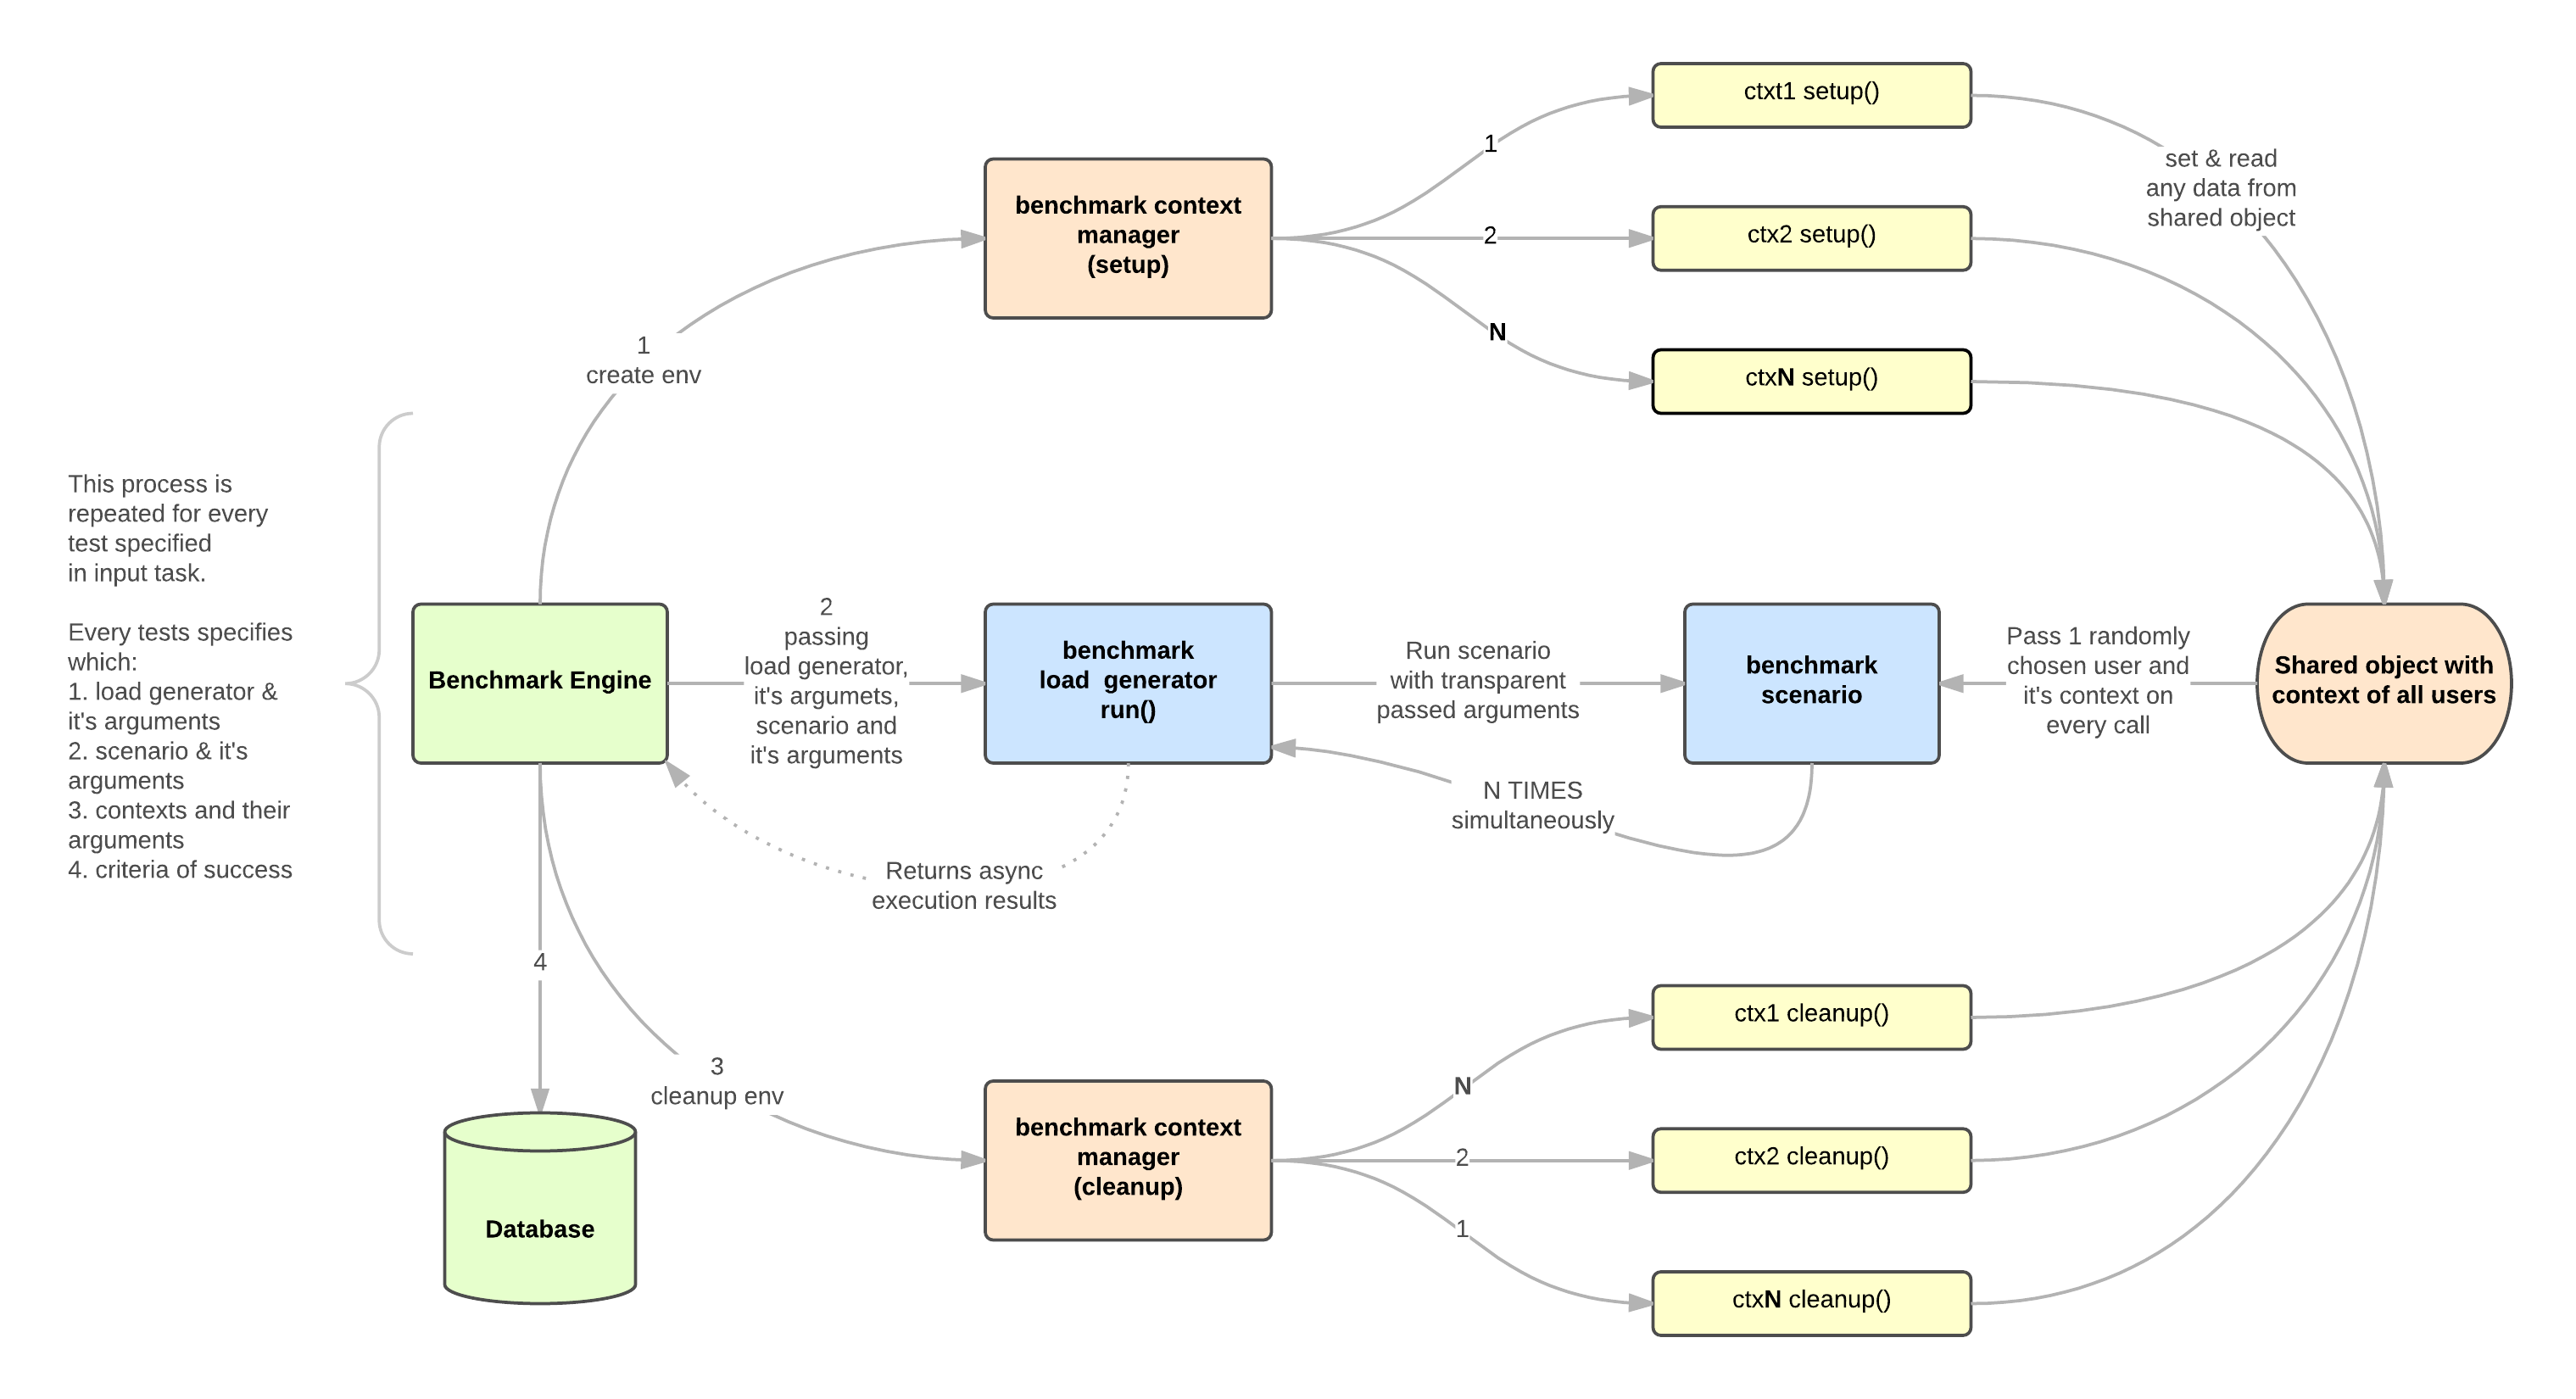 ctxt1 setup()
1
set & read
any data from
shared object
benchmark context
manager
(setup)
2
ctx2 setup()
N
1
create env
ctxN setup()
This process is
repeated for every
test specified
in input task.
Every tests specifies
which:
1. load generator &
it's arguments
2. scenario & it's
arguments
3. contexts and their
arguments
4. criteria of success
Benchmark Engine
2
passing
load generator,
it's argumets,
scenario and
it's arguments
benchmark
load  generator
run()
Run scenario
with transparent
passed arguments
benchmark
scenario
Pass 1 randomly
chosen user and
it's context on
every call
Shared object with
context of all users
N TIMES
simultaneously
Returns async
execution results
4
3
cleanup env
ctx1 cleanup()
N
benchmark context
manager
(cleanup)
2
ctx2 cleanup()
1
ctxN cleanup()
Database